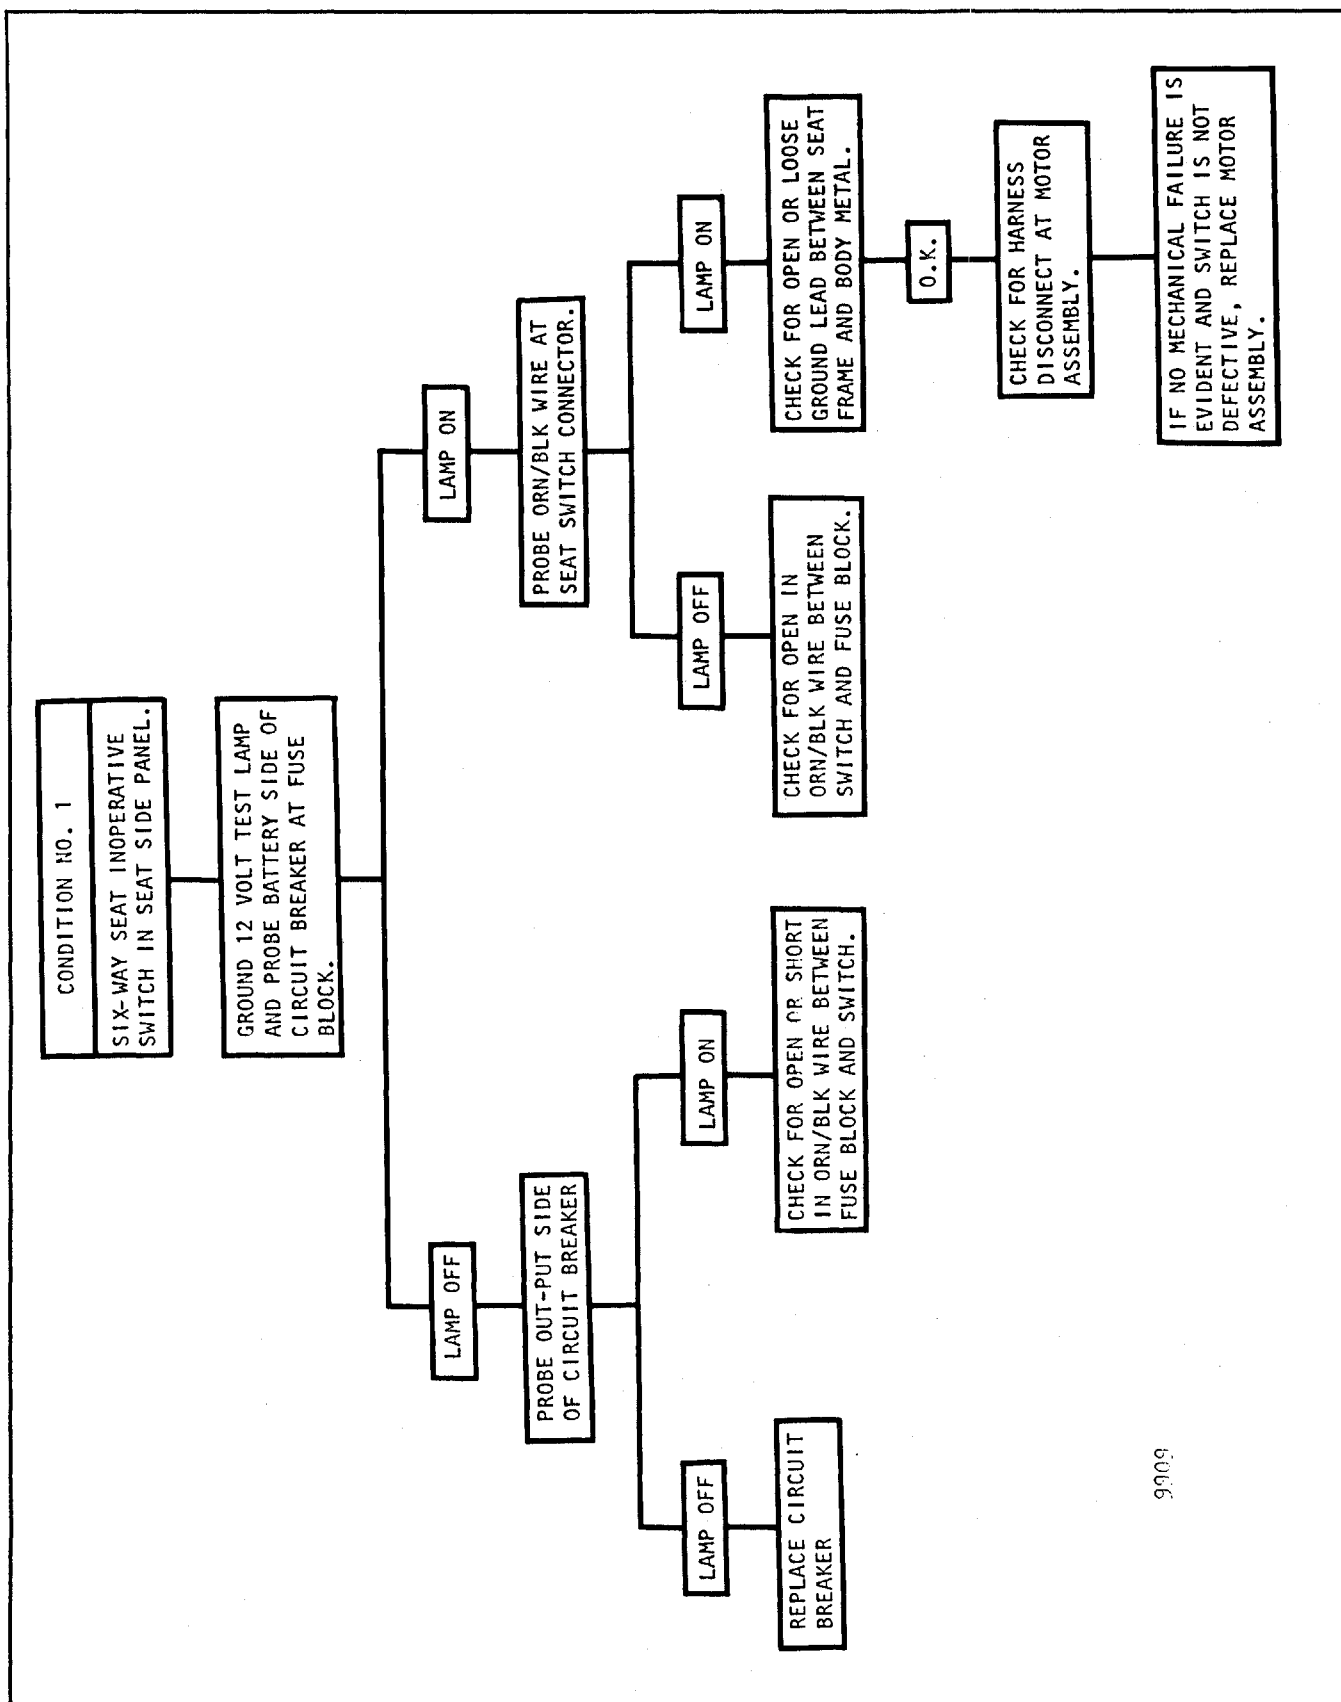 CONDITION NO. 1
SIX-WAY SEAT INOPERATIVE
SWITCH IN SEAT SIDE PANEL.
GROUND 12 VOLT TEST LAMP
AND PROBE BATTERY SIDE OF
CIRCUIT BREAKER AT FUSE
BLOCK.
LAMP OFF
PROBE OUT-PUT SIDE
OF CIRCUIT BREAKER
LAMP OFF
REPLACE CIRCUIT
BREAKER
LAMP ON
CHECK FOR OPEN OR SHORT
IN ORN/BLK WIRE BETWEEN
FUSE BLOCK AND SWITCH.
LAMP ON
PROBE ORN/BLK WIRE AT
SEAT SWITCH CONNECTOR.
LAMP OFF
CHECK FOR OPEN IN
ORN/BLK WIRE BETWEEN
SWITCH AND FUSE BLOCK.
LAMP ON
CHECK FOR OPEN OR LOOSE
GROUND LEAD BETWEEN SEAT
FRAME AND BODY METAL.
O.K.
CHECK FOR HARNESS
DISCONNECT AT MOTOR
ASSEMBLY.
IF NO MECHANICAL FAILURE IS
EVIDENT AND SWITCH IS NOT
DEFECTIVE, REPLACE MOTOR
ASSEMBLY.